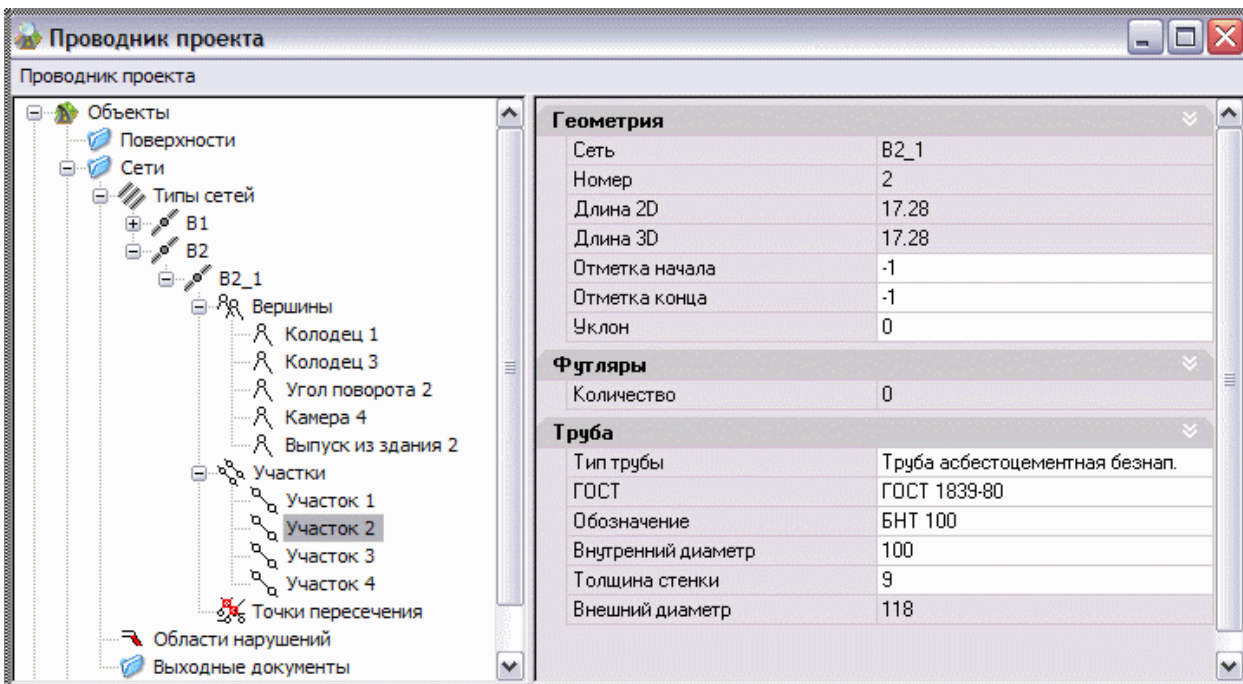 Проводник проекта
Проводник проекта
Объекты
Поверхности
Сети
Типы сетей
В1
В2
В2_1
Вершины
Колодец 1
Колодец 3
Угол поворота 2
Камера 4
Выпуск из здания 2
Участки
Участок 1
Участок 2
Участок 3
Участок 4
Точки пересечения
Области нарушений
Выходные документы
Геометрия
Сеть В2_1
Номер 2
Длина 2D 17.28
Длина 3D 17.28
Отметка начала -1
Отметка конца -1
Уклон 0
Футляры
Количество 0
Труба
Тип трубы Труба асбестоцементная безнап.
ГОСТ ГОСТ 1839-80
Обозначение БНТ 100
Внутренний диаметр 100
Толщина стенки 9
Внешний диаметр 118